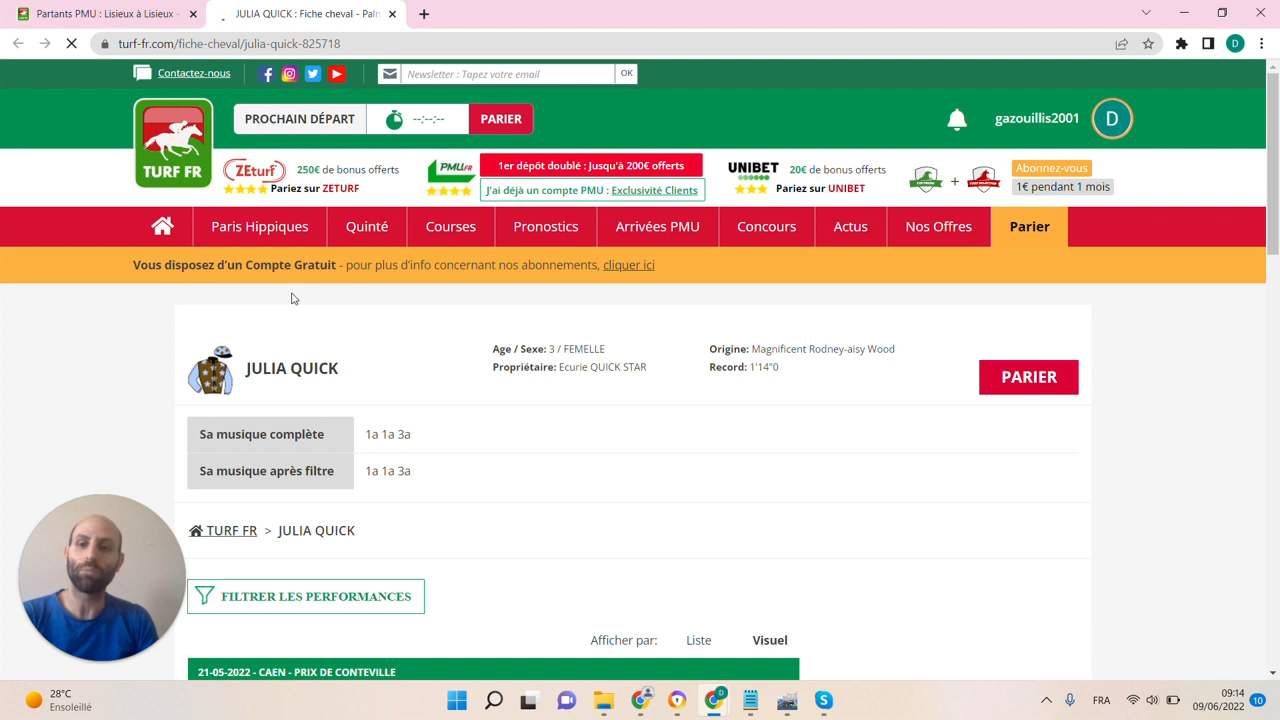 Partants PMU : Lisieux à Lisieux -
JULIA QUICK : Fiche cheval - Paln
turf-fr.com/fiche-cheval/julia-quick-825718
D
Contactez-nous
Newsletter : Tapez votre email
OK
TURF FR
PROCHAIN DÉPART
--:--:--
PARIER
gazouillis2001
D
ZEturf
250€ de bonus offerts
Pariez sur ZETURF
PMU.FR
1er dépôt doublé : Jusqu'à 200€ offerts
J'ai déjà un compte PMU : Exclusivité Clients
UNIBET
20€ de bonus offerts
Pariez sur UNIBET
+
Abonnez-vous
1€ pendant 1 mois
Paris Hippiques
Quinté
Courses
Pronostics
Arrivées PMU
Concours
Actus
Nos Offres
Parier
Vous disposez d'un Compte Gratuit - pour plus d'info concernant nos abonnements, cliquer ici
JULIA QUICK
Age / Sexe: 3 / FEMELLE
Propriétaire: Ecurie QUICK STAR
Origine: Magnificent Rodney-aisy Wood
Record: 1'14"0
PARIER
Sa musique complète
1a 1a 3a
Sa musique après filtre
1a 1a 3a
TURF FR > JULIA QUICK
FILTRER LES PERFORMANCES
Afficher par: Liste Visuel
21-05-2022 - CAEN - PRIX DE CONTEVILLE
28°C
Ensoleillé
D
FRA
09:14
09/06/2022
10